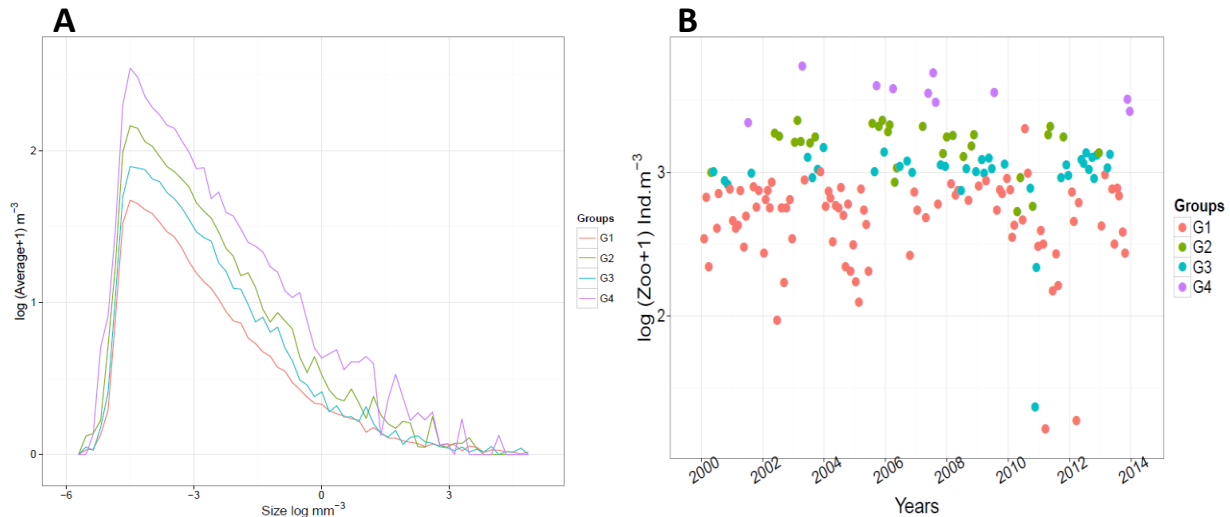 A
B
log (Average+1) m⁻³
2
1
0
−6
−3
0
3
Size log mm⁻³
Groups
G1
G2
G3
G4
log (Zoo+1) Ind.m⁻³
3
2
2000
2002
2004
2006
2008
2010
2012
2014
Years
Groups
G1
G2
G3
G4